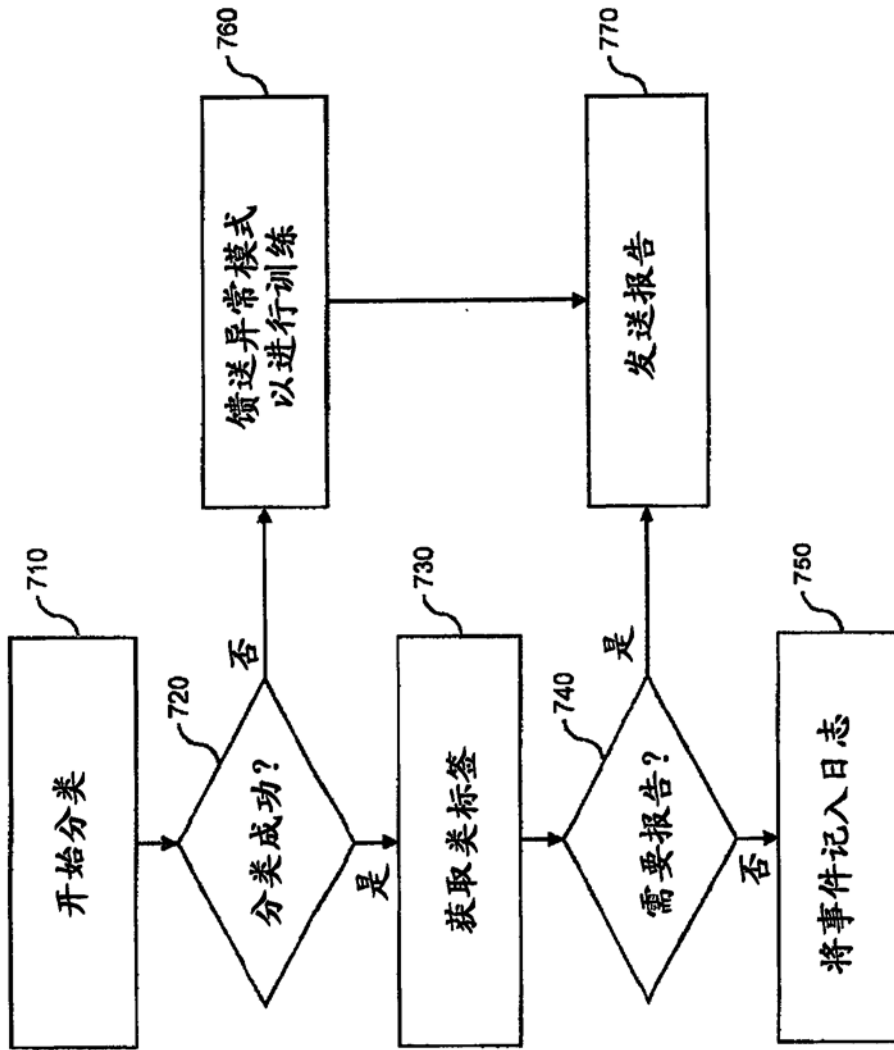 710
开始分类
720
分类成功?
否
是
760
馈送异常模式
以进行训练
730
获取类标签
740
需要报告?
是
否
770
发送报告
750
将事件记入日志